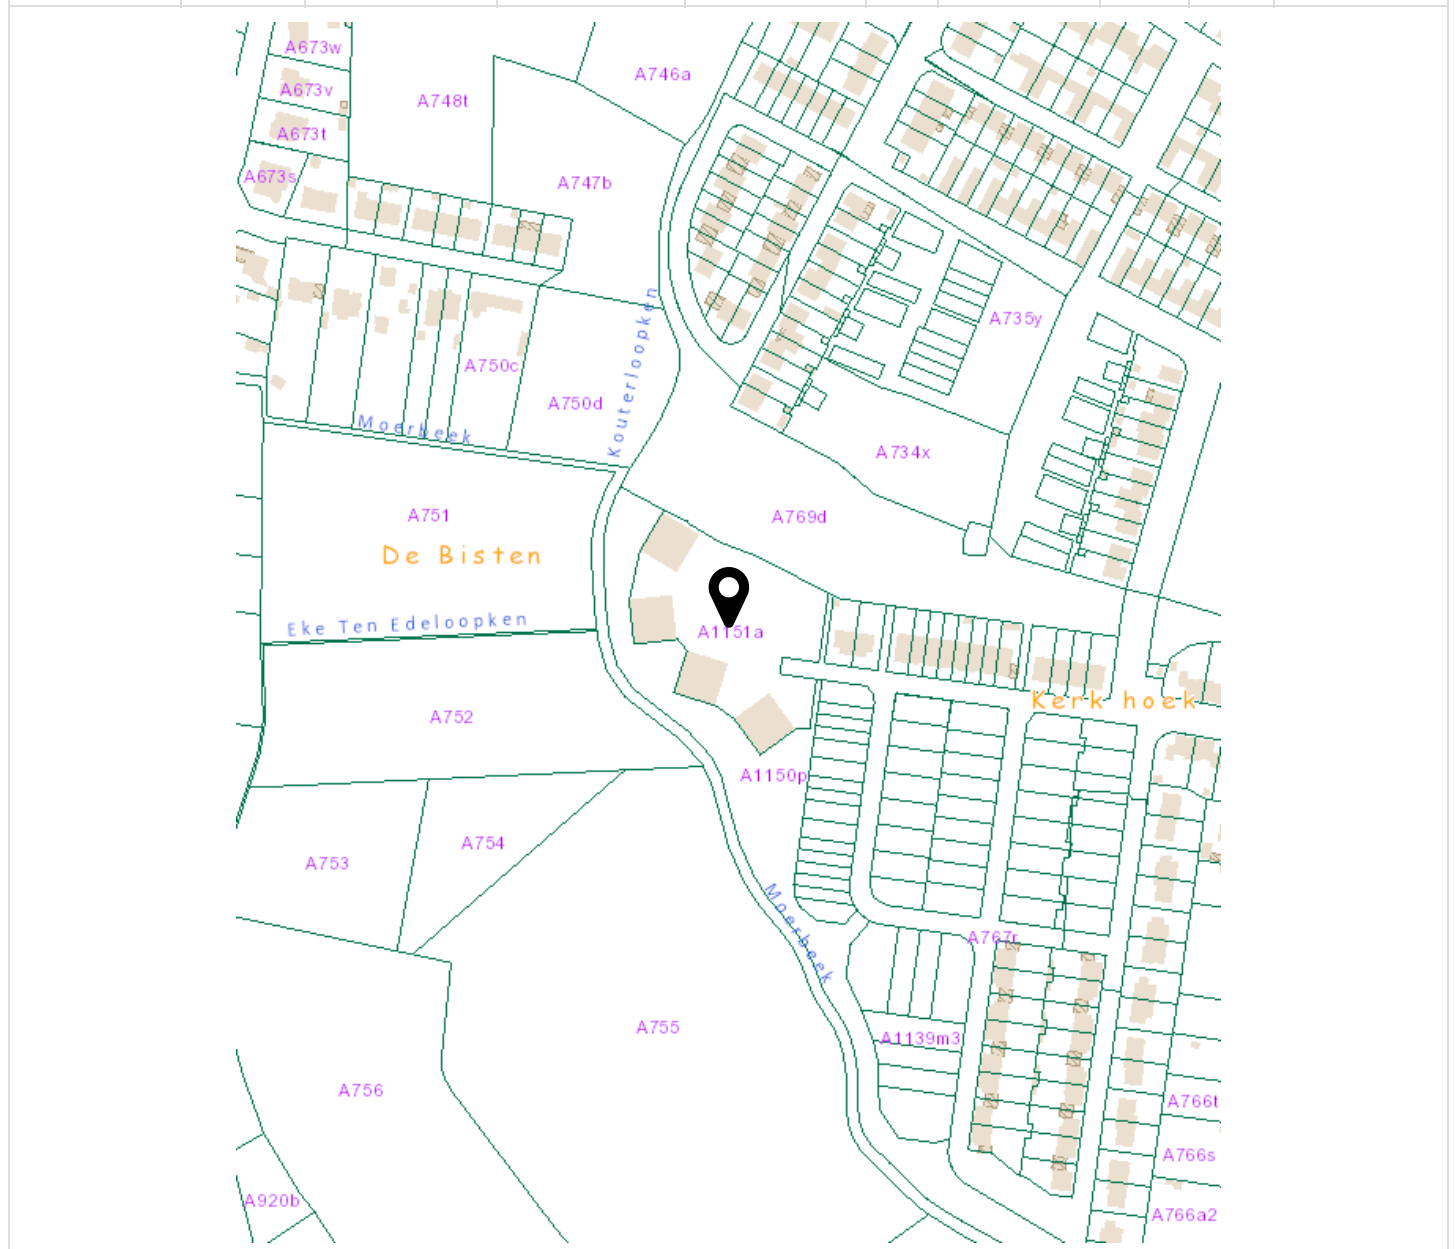 A673w
A746a
A673v
A748t
A673t
A673s
A747b
Kouterloopken
A735y
A750c
A750d
Moerbeek
A734x
A751
A769d
De Bisten
Eke Ten Edeloopken
A1151a
Kerk hoek
A752
A1150p
A754
A753
Moerbeek
A767r
A755
A1139m3
A756
A766t
A766s
A920b
A766a2